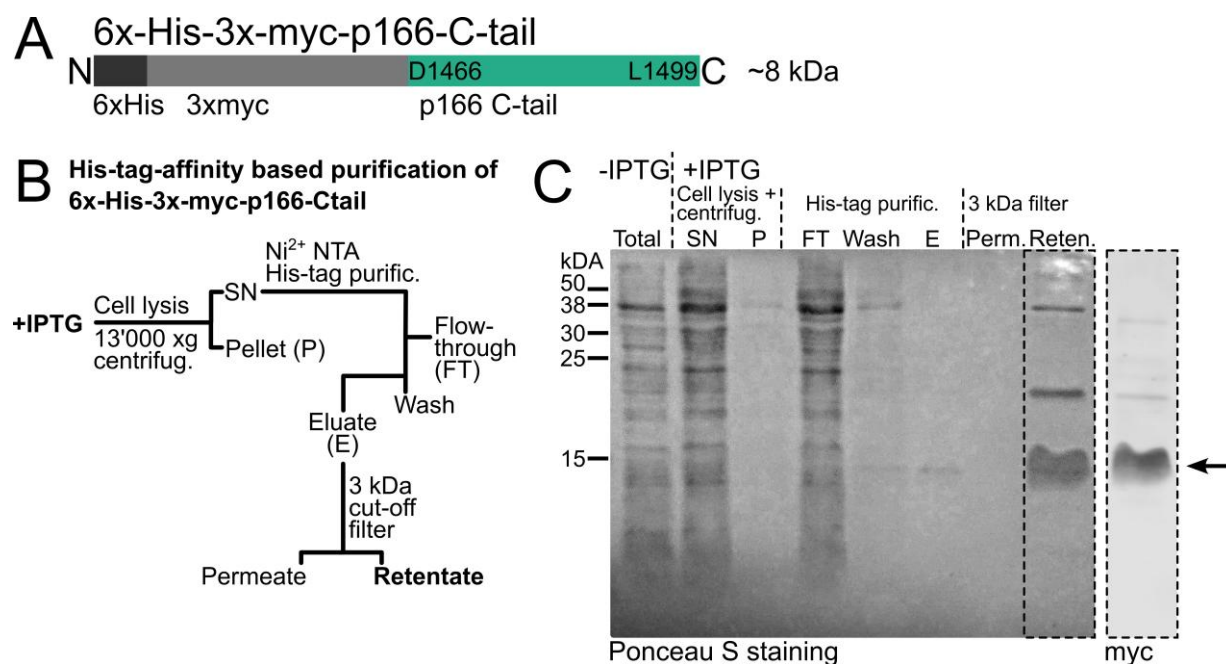 A
6x-His-3x-myc-p166-C-tail
N D1466 L1499 C ~8 kDa
6xHis 3xmyc p166 C-tail
B
His-tag-affinity based purification of
6x-His-3x-myc-p166-Ctail
Ni2+ NTA
His-tag purific.
Cell lysis
SN
+IPTG
13'000 xg
centrifug.
Pellet (P)
Flow-
through
(FT)
Wash
Eluate
(E)
3 kDa
cut-off
filter
Permeate
Retentate
C
-IPTG +IPTG
Cell lysis +
centrifug.
His-tag purific.
3 kDa filter
Total SN P FT Wash E Perm. Reten.
kDA
50
38
30
25
15
Ponceau S staining
myc